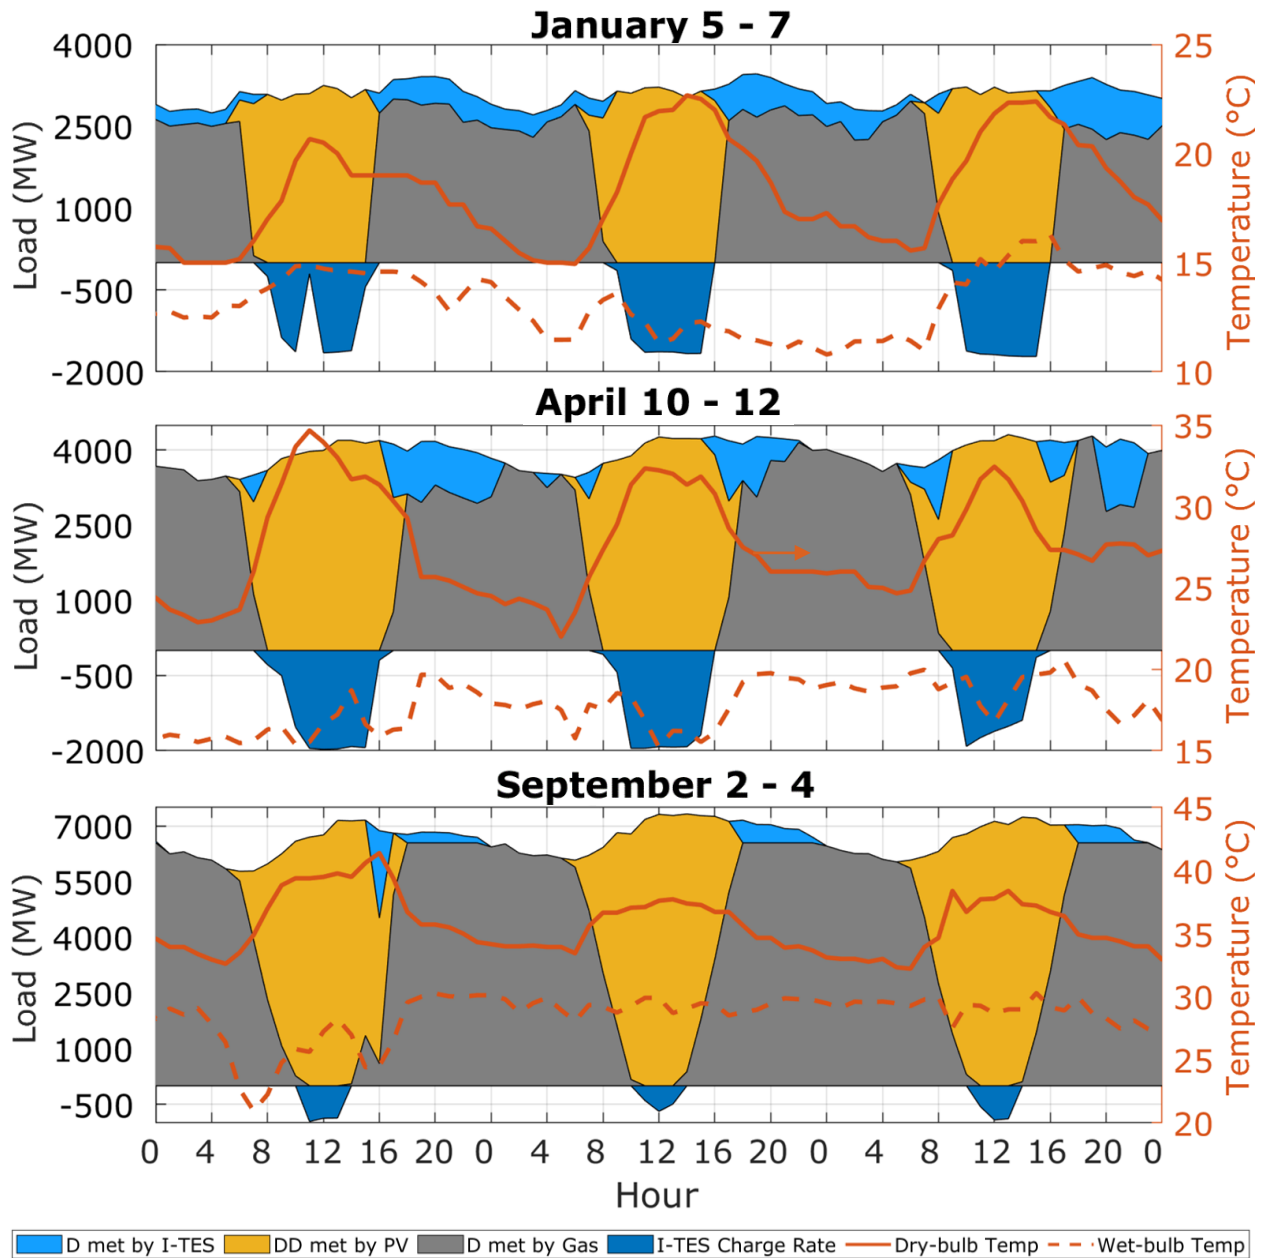 January 5 - 7
4000
2500
1000
-500
-2000
Load (MW)
25
20
15
10
Temperature (°C)
April 10 - 12
4000
2500
1000
-500
-2000
Load (MW)
35
30
25
20
15
Temperature (°C)
September 2 - 4
7000
5500
4000
2500
1000
-500
Load (MW)
45
40
35
30
25
20
Temperature (°C)
0 4 8 12 16 20 0 4 8 12 16 20 0 4 8 12 16 20 0
Hour
D met by I-TES DD met by PV D met by Gas I-TES Charge Rate Dry-bulb Temp Wet-bulb Temp